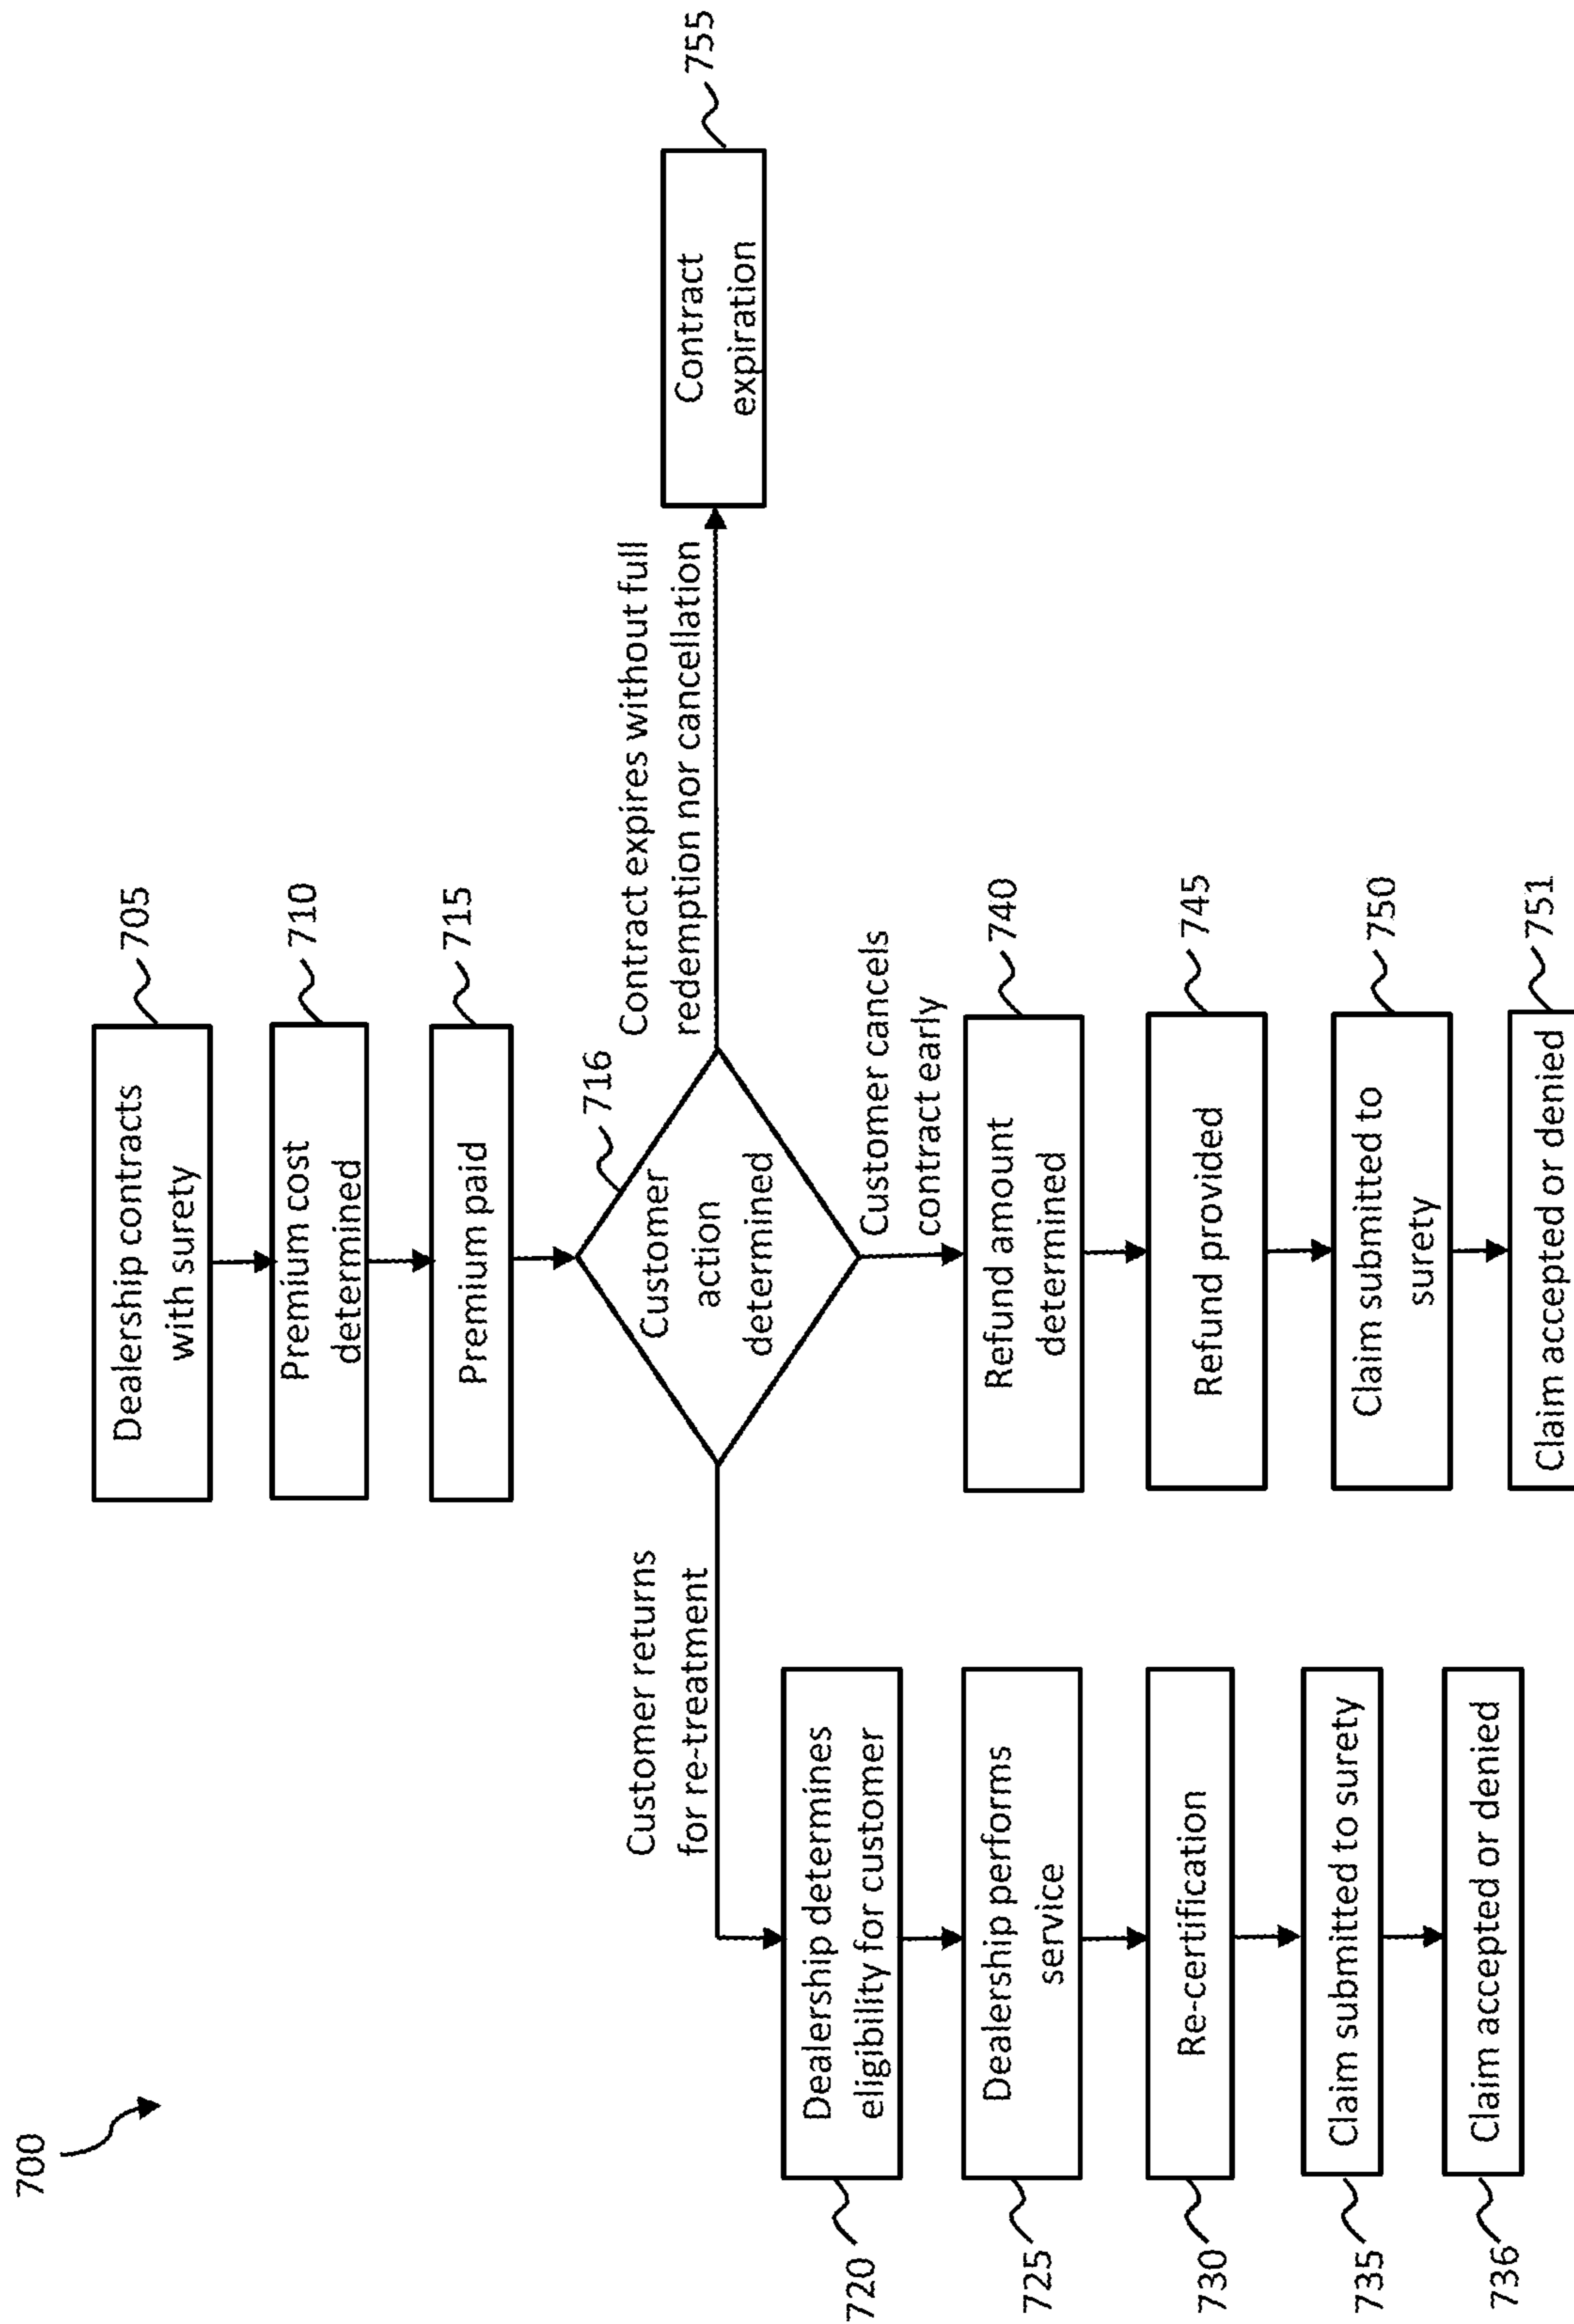 700
Dealership contracts
with surety
705
Premium cost
determined
710
Premium paid
715
Customer
action
determined
716
Customer returns
for re-treatment
Dealership determines
eligibility for customer
720
Dealership performs
service
725
Re-certification
730
Claim submitted to surety
735
Claim accepted or denied
736
Customer cancels
contract early
Refund amount
determined
740
Refund provided
745
Claim submitted to
surety
750
Claim accepted or denied
751
Contract expires without full
redemption nor cancellation
Contract
expiration
755